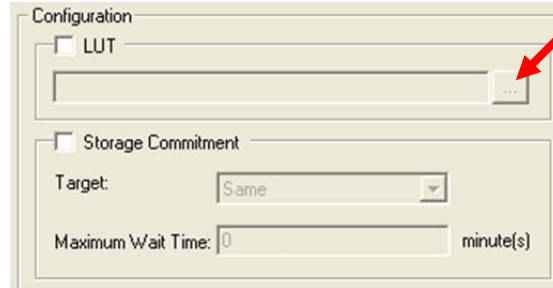 Configuration
LUT
...
Storage Commitment
Target: Same
Maximum Wait Time: 0 minute(s)